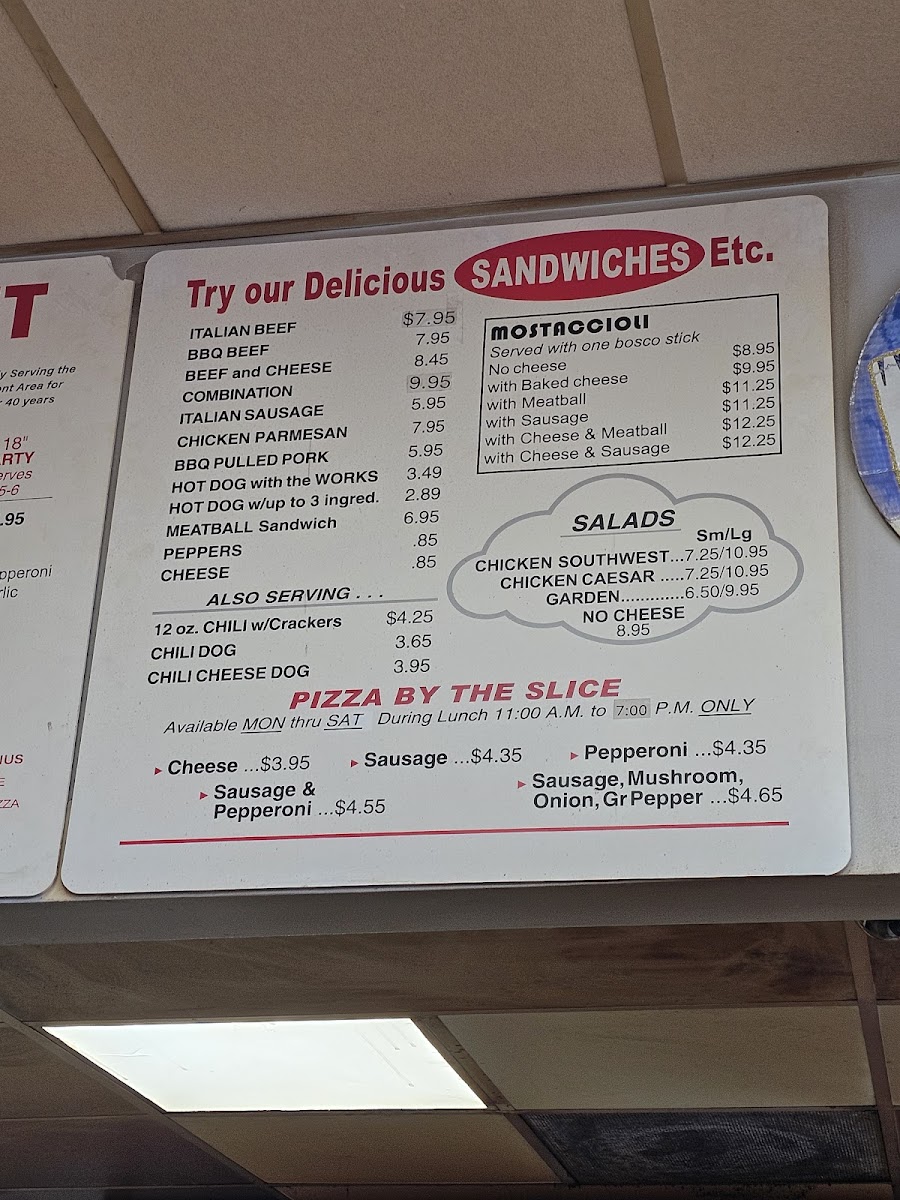 T
y Serving the
nt Area for
40 years
18"
RTY
erves
5-6
.95
pperoni
rlic
NUS
E
ZZA
Try our Delicious SANDWICHES Etc.
ITALIAN BEEF $7.95
BBQ BEEF 7.95
BEEF and CHEESE 8.45
COMBINATION 9.95
ITALIAN SAUSAGE 5.95
CHICKEN PARMESAN 7.95
BBQ PULLED PORK 5.95
HOT DOG with the WORKS 3.49
HOT DOG w/up to 3 ingred. 2.89
MEATBALL Sandwich 6.95
PEPPERS .85
CHEESE .85
ALSO SERVING . . .
12 oz. CHILI w/Crackers $4.25
CHILI DOG 3.65
CHILI CHEESE DOG 3.95
MOSTACCIOLI
Served with one bosco stick
No cheese $8.95
with Baked cheese $9.95
with Meatball $11.25
with Sausage $11.25
with Cheese & Meatball $12.25
with Cheese & Sausage $12.25
SALADS
Sm/Lg
CHICKEN SOUTHWEST...7.25/10.95
CHICKEN CAESAR .....7.25/10.95
GARDEN.............6.50/9.95
NO CHEESE
8.95
PIZZA BY THE SLICE
Available MON thru SAT During Lunch 11:00 A.M. to 7:00 P.M. ONLY
Cheese ...$3.95 Sausage ...$4.35 Pepperoni ...$4.35
Sausage &
Pepperoni ...$4.55
Sausage, Mushroom,
Onion, Gr Pepper ...$4.65